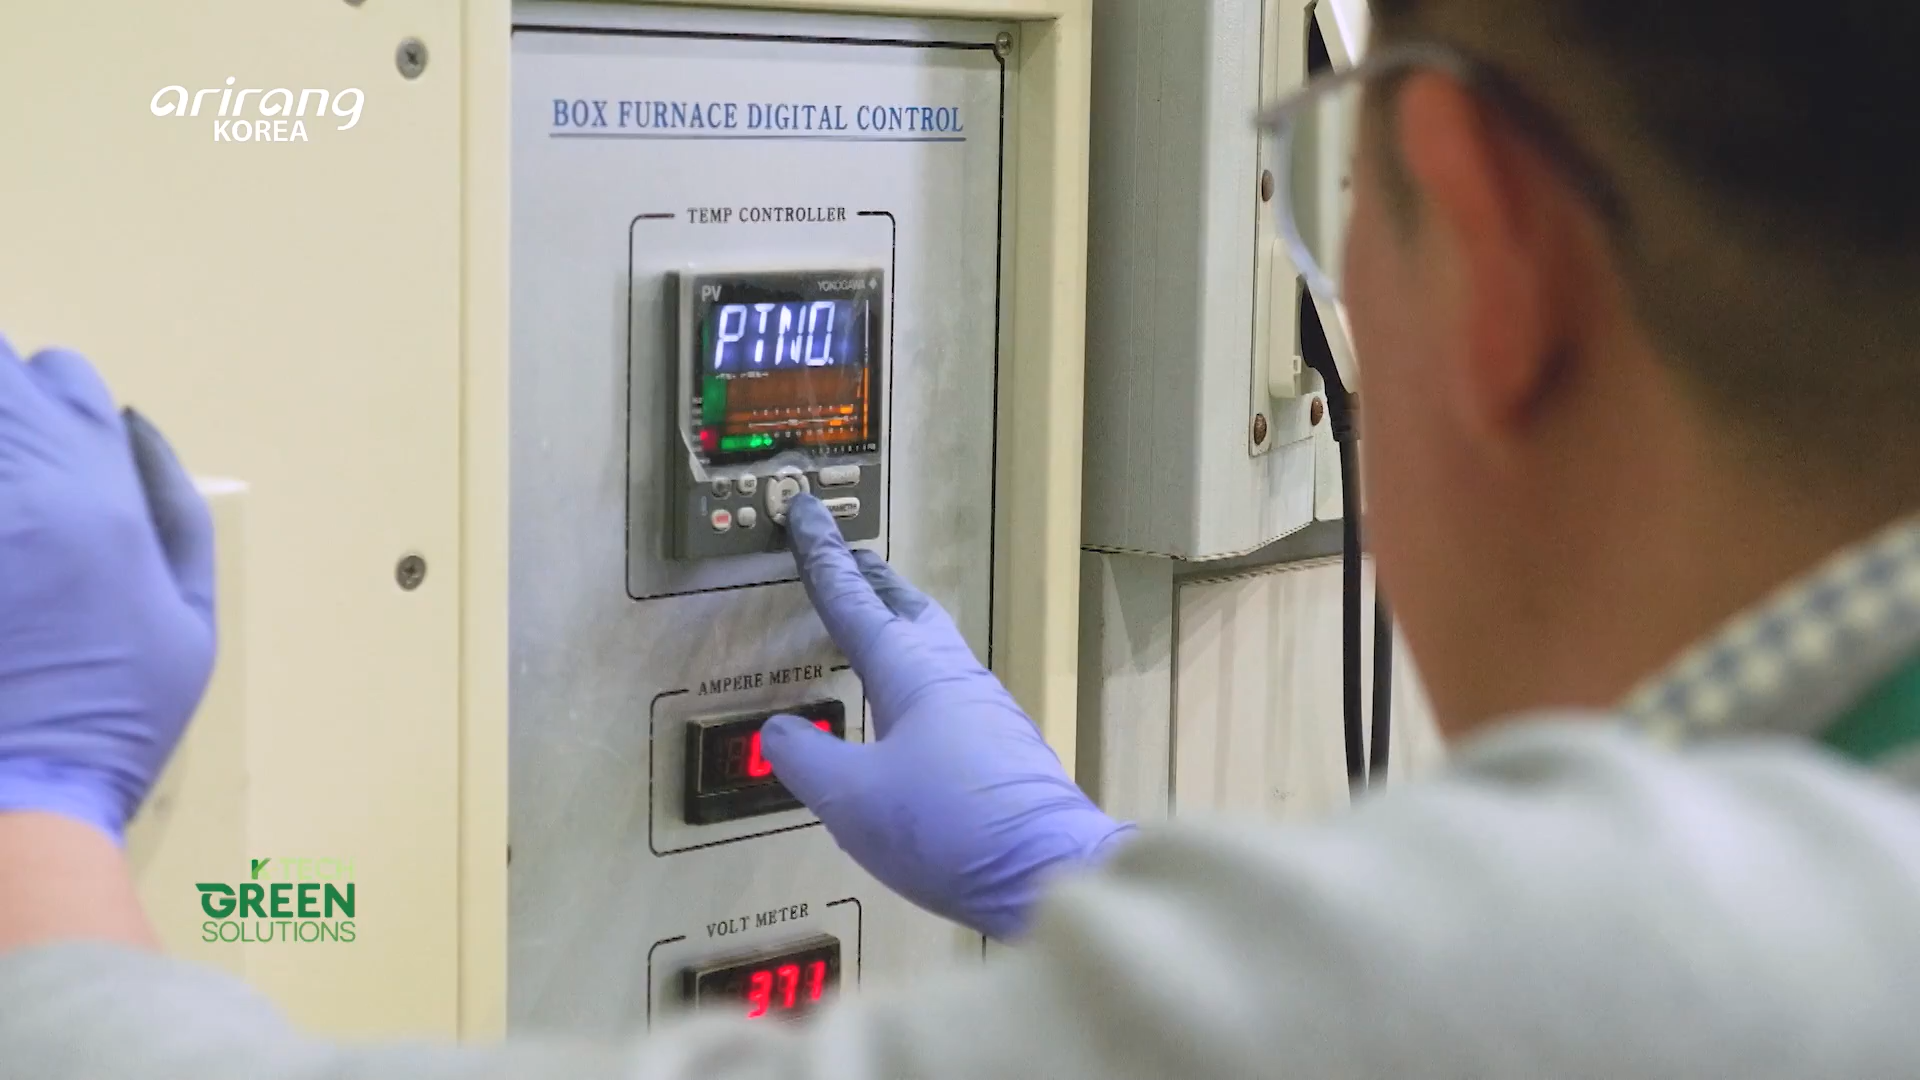 arirang
KOREA
BOX FURNACE DIGITAL CONTROL
TEMP CONTROLLER
PV
YOKOGAWA
PTNO.
AMPERE METER
VOLT METER
371
K TECH
GREEN
SOLUTIONS